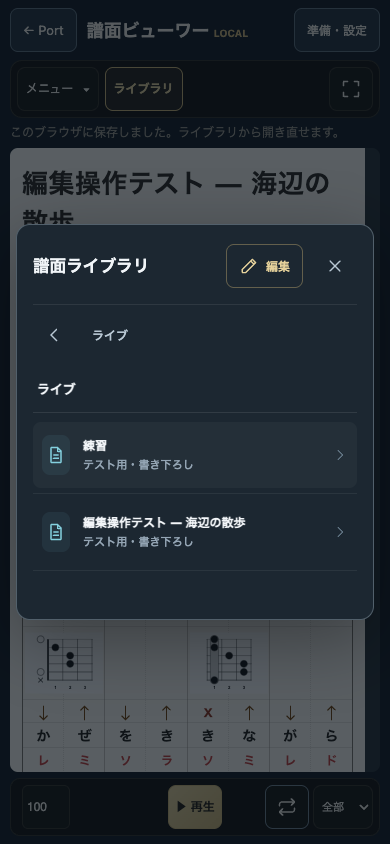 ← Port
譜面ビューワー LOCAL
準備・設定
メニュー
ライブラリ
このブラウザに保存しました。ライブラリから開き直せます。
編集操作テスト — 海辺の
散歩
譜面ライブラリ
編集
ライブ
ライブ
練習
テスト用・書き下ろし
編集操作テスト — 海辺の散歩
テスト用・書き下ろし
1 2 3
1 2 3
↓ ↑ ↓ ↑ X ↑ ↓ ↑
か ぜ を き き な が ら
レ ミ ソ ラ ソ ミ レ ド
100
再生
全部